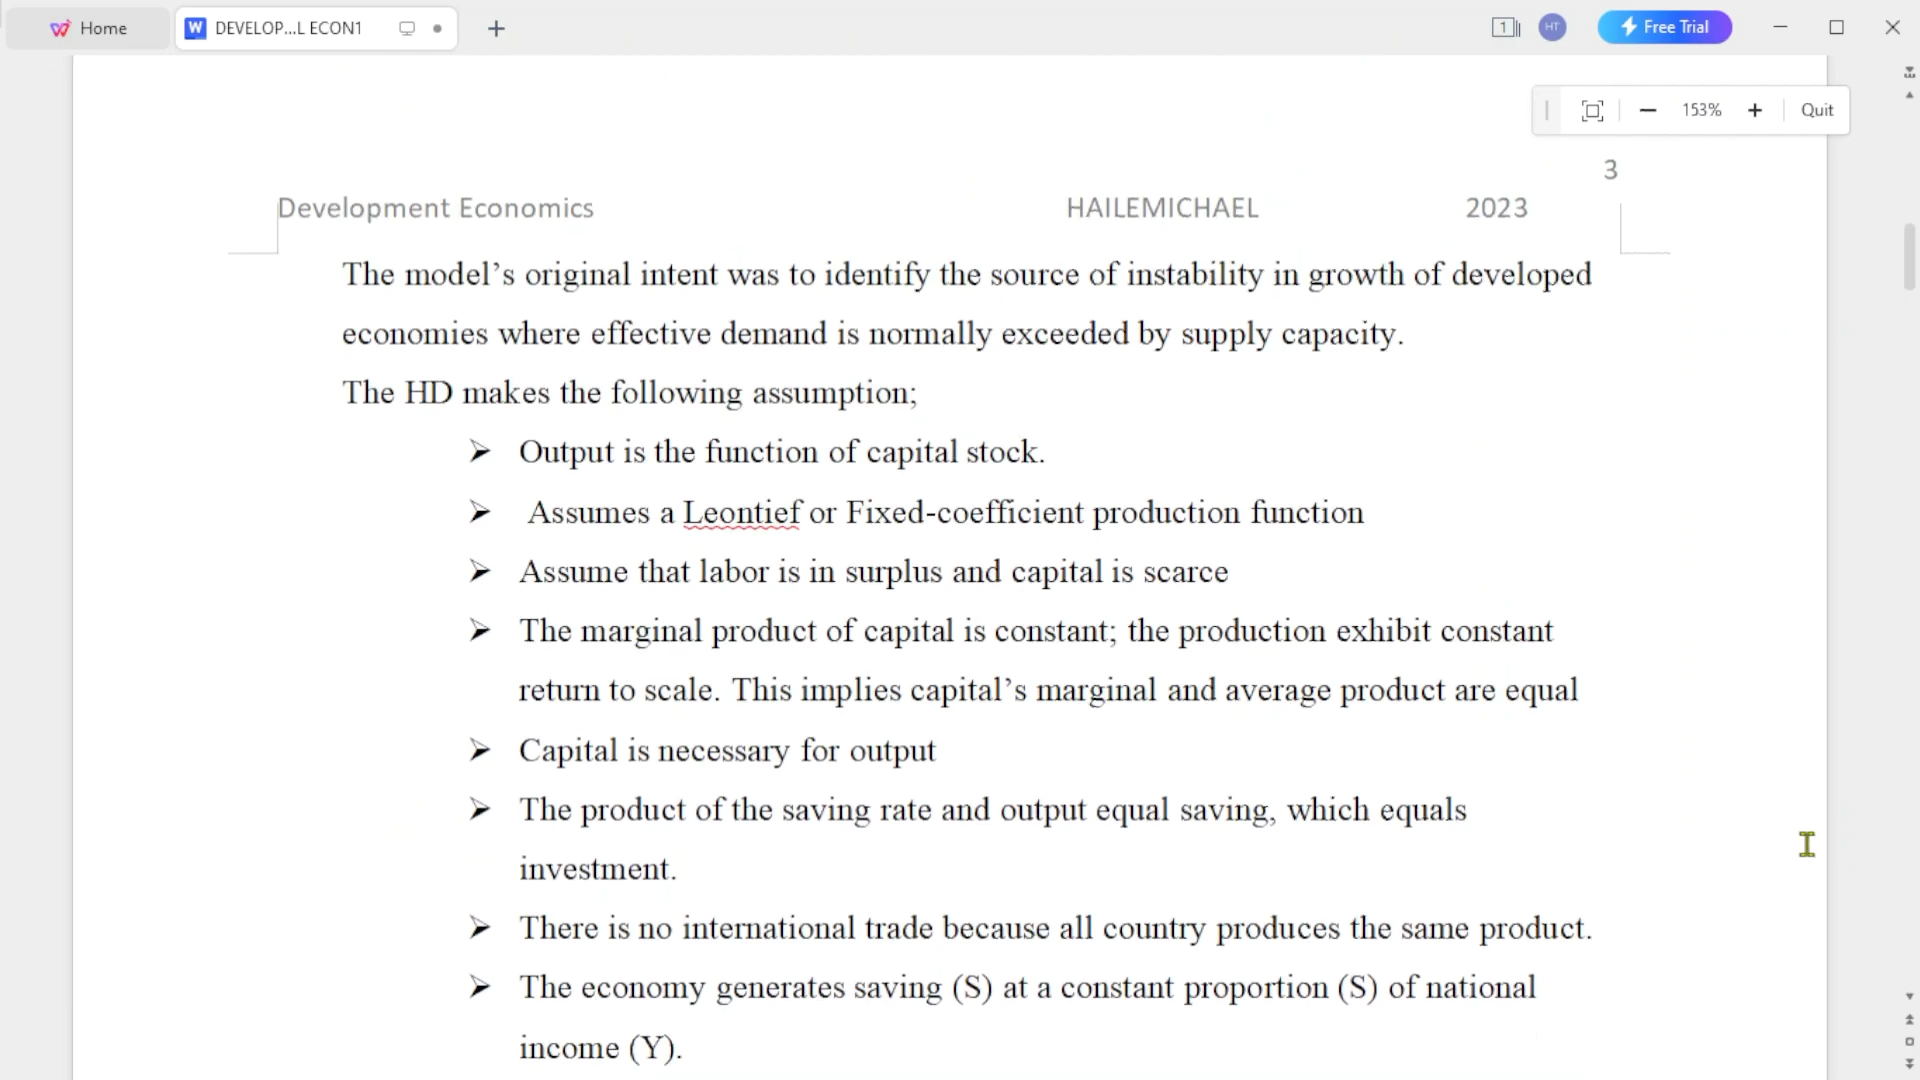 Home
DEVELOP...L ECON1
1
HT
Free Trial
153%
Quit
3
Development Economics HAILEMICHAEL 2023
The model’s original intent was to identify the source of instability in growth of developed
economies where effective demand is normally exceeded by supply capacity.
The HD makes the following assumption;
➢ Output is the function of capital stock.
➢ Assumes a Leontief or Fixed-coefficient production function
➢ Assume that labor is in surplus and capital is scarce
➢ The marginal product of capital is constant; the production exhibit constant
return to scale. This implies capital’s marginal and average product are equal
➢ Capital is necessary for output
➢ The product of the saving rate and output equal saving, which equals
investment.
➢ There is no international trade because all country produces the same product.
➢ The economy generates saving (S) at a constant proportion (S) of national
income (Y).